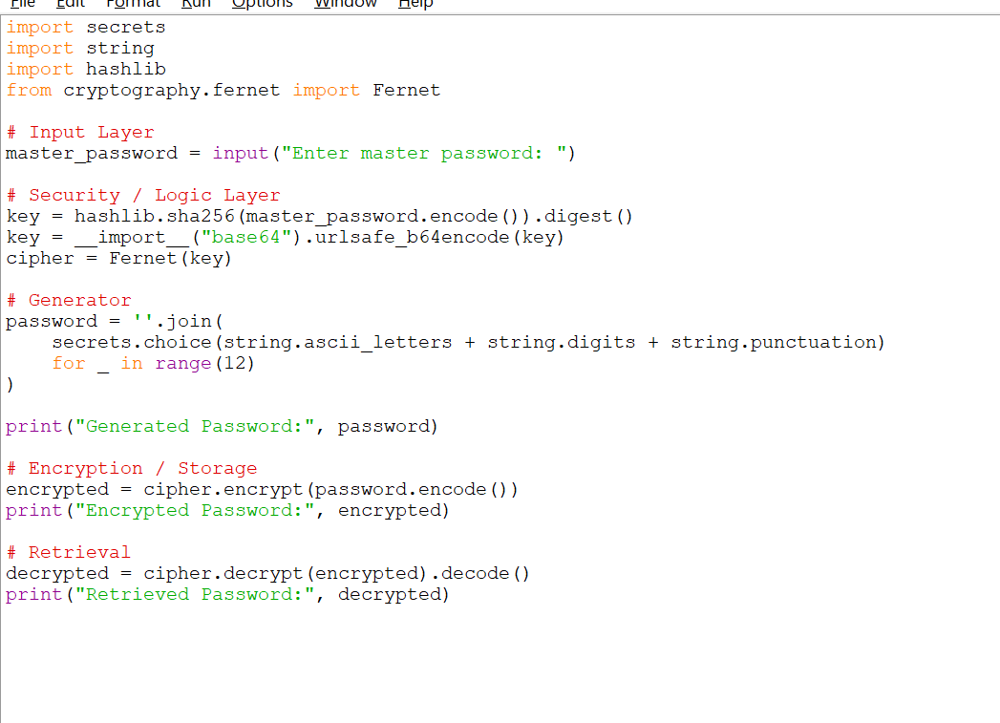 File Edit Format Run Options Window Help
import secrets
import string
import hashlib
from cryptography.fernet import Fernet
# Input Layer
master_password = input("Enter master password: ")
# Security / Logic Layer
key = hashlib.sha256(master_password.encode()).digest()
key = __import__("base64").urlsafe_b64encode(key)
cipher = Fernet(key)
# Generator
password = ''.join(
    secrets.choice(string.ascii_letters + string.digits + string.punctuation)
    for _ in range(12)
)
print("Generated Password:", password)
# Encryption / Storage
encrypted = cipher.encrypt(password.encode())
print("Encrypted Password:", encrypted)
# Retrieval
decrypted = cipher.decrypt(encrypted).decode()
print("Retrieved Password:", decrypted)